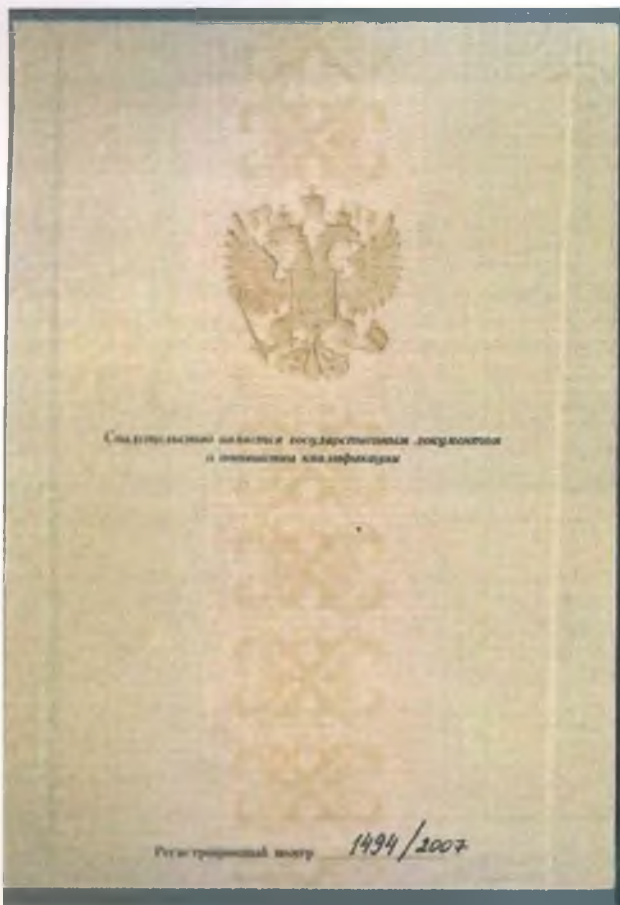 Свидетельство является государственным документом
о повышении квалификации
Регистрационный номер 1494/2007